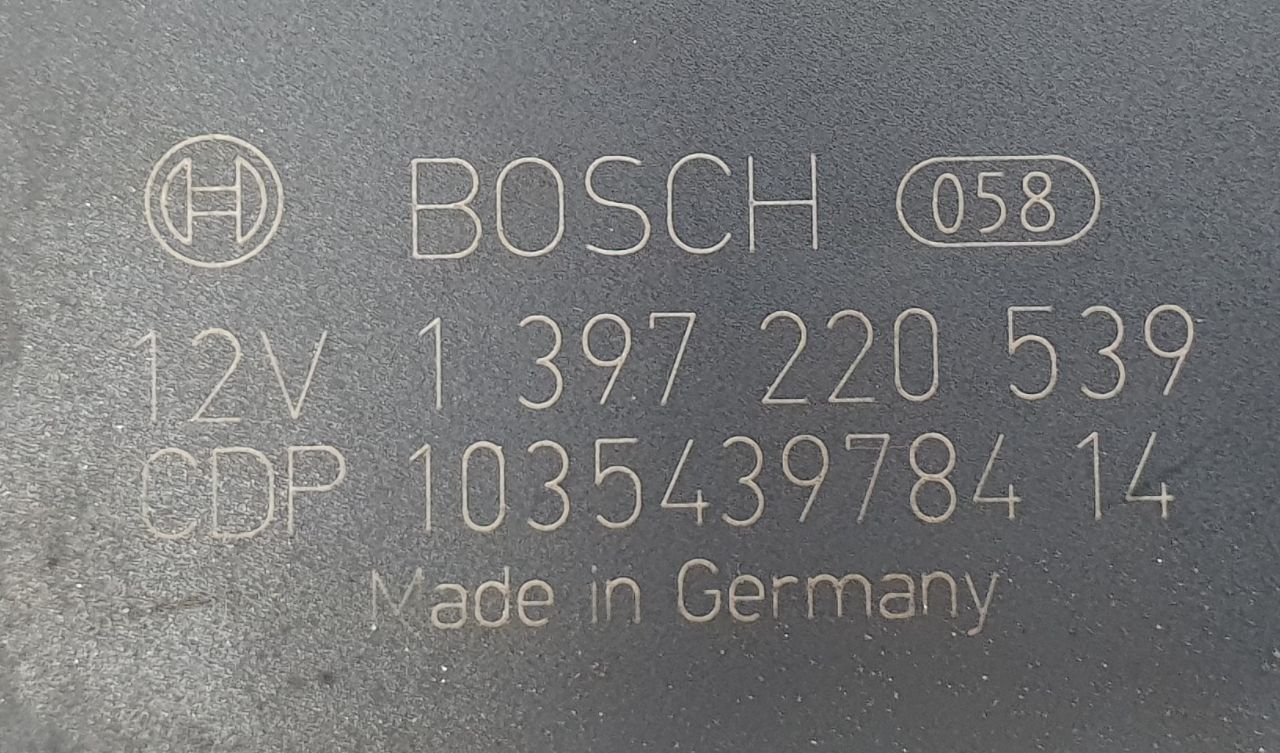 BOSCH 058
12V 1 397 220 539
CDP 1035439784 14
Made in Germany